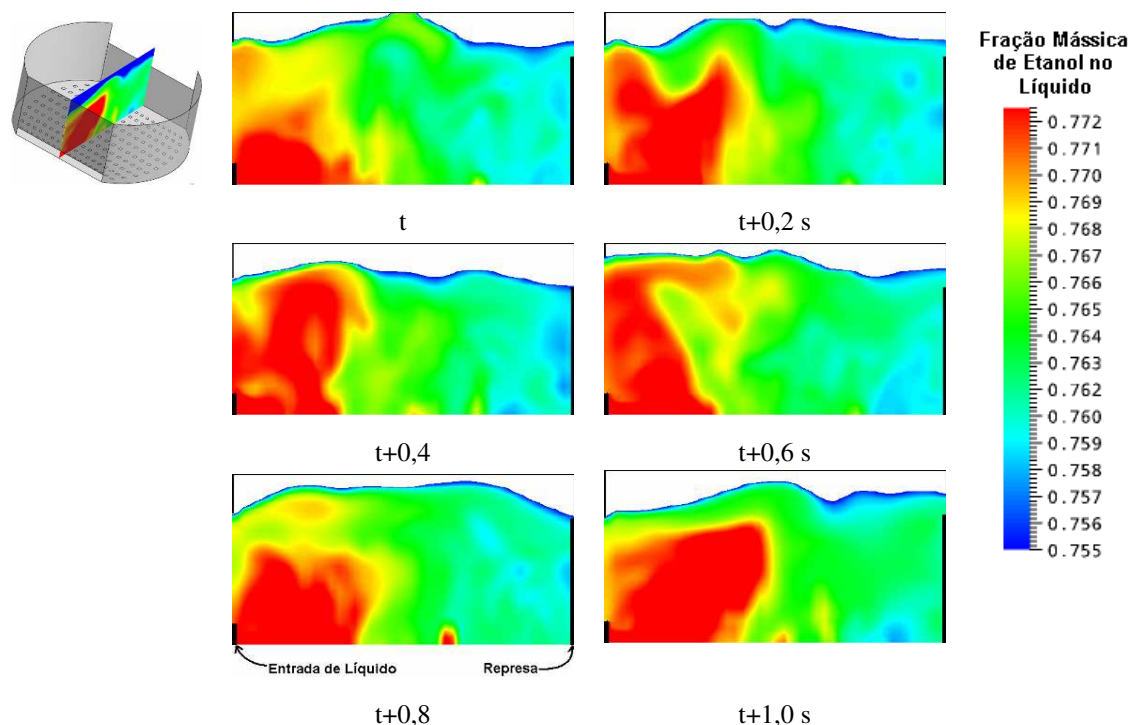 Fração Mássica
de Etanol no
Líquido
0.772
0.771
0.770
0.769
0.768
0.767
0.766
0.765
0.764
0.763
0.762
0.760
0.759
0.758
0.757
0.756
0.755
t
t+0,2 s
t+0,4
t+0,6 s
Entrada de Líquido
Represa
t+0,8
t+1,0 s